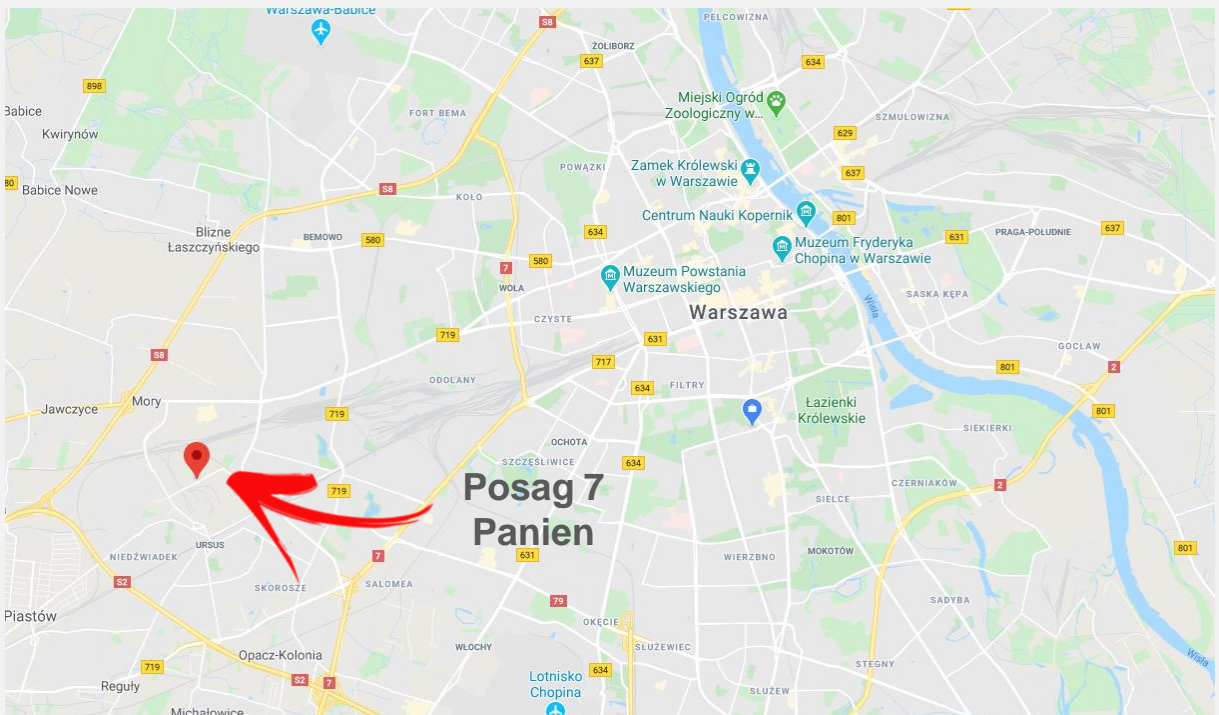 Warszawa-Babice
PELCOWIZNA
S8
ŻOLIBORZ
637
634
898
Miejski Ogród
Zoologiczny w...
FORT BEMA
Babice
SZMULOWIZNA
Kwirynów
629
POWĄZKI
Zamek Królewski
w Warszawie
637
80
Babice Nowe
S8
KOŁO
Centrum Nauki Kopernik
801
Blizne
Łaszczyńskiego
BEMOWO
580
634
631
PRAGA-POŁUDNIE
637
Muzeum Fryderyka
Chopina w Warszawie
580
7
WOLA
Muzeum Powstania
Warszawskiego
SASKA KĘPA
Wisła
Warszawa
CZYSTE
719
631
GOCŁAW
S8
717
801
2
ODOLANY
634
FILTRY
Mory
Jawczyce
719
Łazienki
Królewskie
801
SIEKIERKI
OCHOTA
SZCZĘŚLIWICE
634
719
Posag 7
Panien
CZERNIAKÓW
2
SIELCE
URSUS
NIEDŹWIADEK
7
631
WIERZBNO
MOKOTÓW
801
S2
SKOROSZE
SALOMEA
79
SADYBA
Piastów
OKĘCIE
WŁOCHY
SŁUŻEWIEC
Opacz-Kolonia
719
STEGNY
Wisła
S2
7
Lotnisko
Chopina
634
Reguły
SŁUŻEW
Michałowice